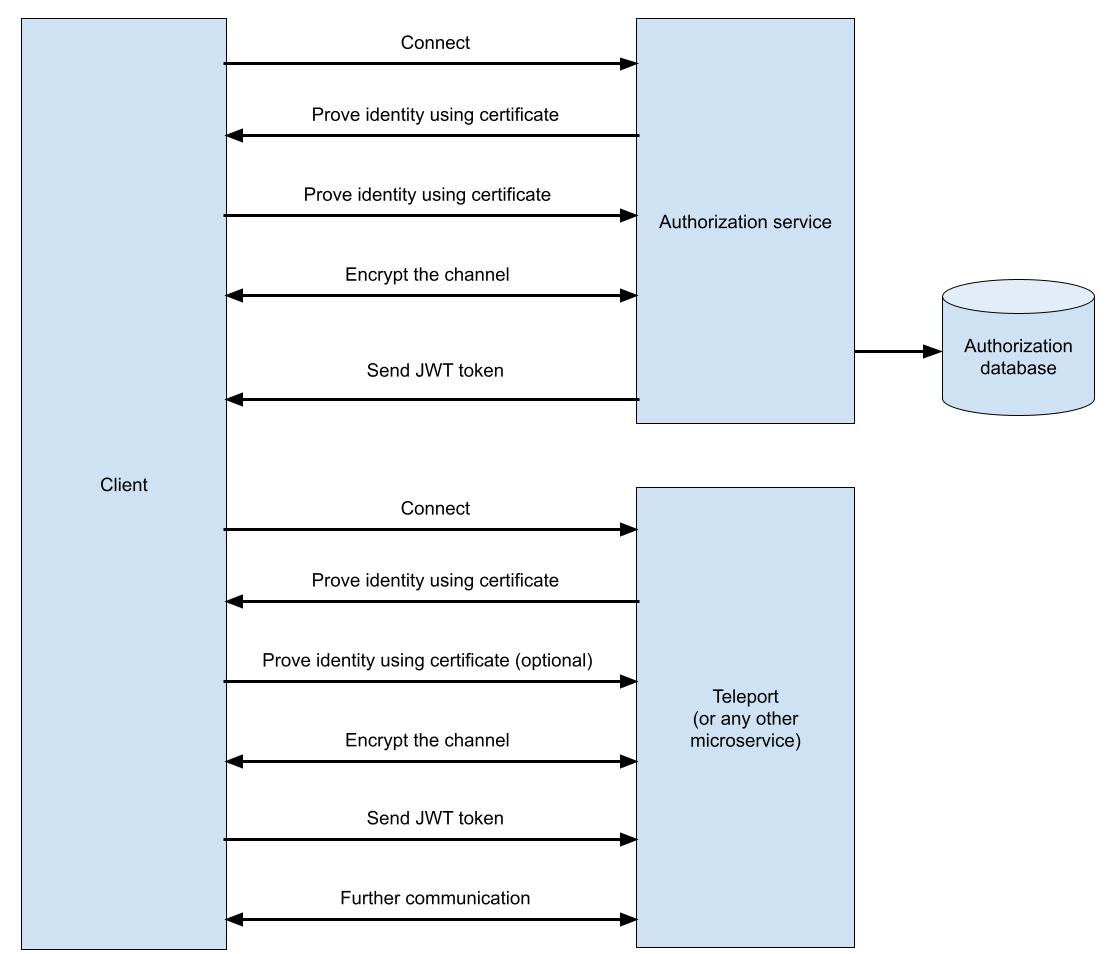 Connect
Prove identity using certificate
Prove identity using certificate
Authorization service
Encrypt the channel
Authorization
database
Send JWT token
Client
Connect
Prove identity using certificate
Prove identity using certificate (optional)
Teleport
(or any other
microservice)
Encrypt the channel
Send JWT token
Further communication